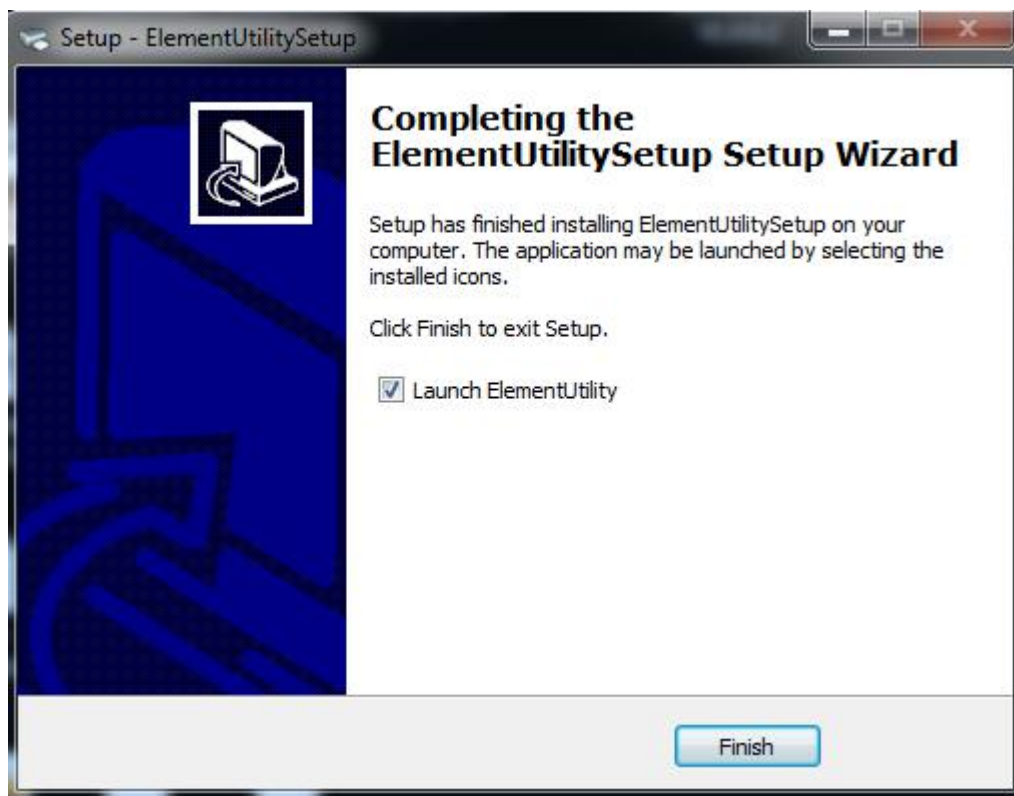 Setup - ElementUtilitySetup
Completing the
ElementUtilitySetup Setup Wizard
Setup has finished installing ElementUtilitySetup on your
computer. The application may be launched by selecting the
installed icons.
Click Finish to exit Setup.
Launch ElementUtility
Finish